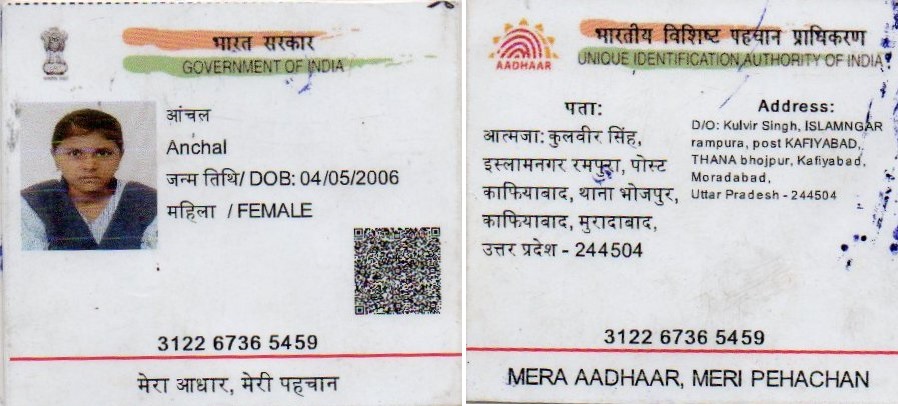 भारत सरकार
GOVERNMENT OF INDIA
आंचल
Anchal
जन्म तिथि/ DOB: 04/05/2006
महिला / FEMALE
3122 6736 5459
मेरा आधार, मेरी पहचान
AADHAAR
भारतीय विशिष्ट पहचान प्राधिकरण
UNIQUE IDENTIFICATION AUTHORITY OF INDIA
पता:
आत्मजा: कुलवीर सिंह,
इस्लामनगर रमपुरा, पोस्ट
काफियाबाद, थाना भोजपुर,
काफियाबाद, मुरादाबाद,
उत्तर प्रदेश - 244504
Address:
D/O: Kulvir Singh, ISLAMNGAR
rampura, post KAFIYABAD,
THANA bhojpur, Kafiyabad,
Moradabad,
Uttar Pradesh - 244504
3122 6736 5459
MERA AADHAAR, MERI PEHACHAN